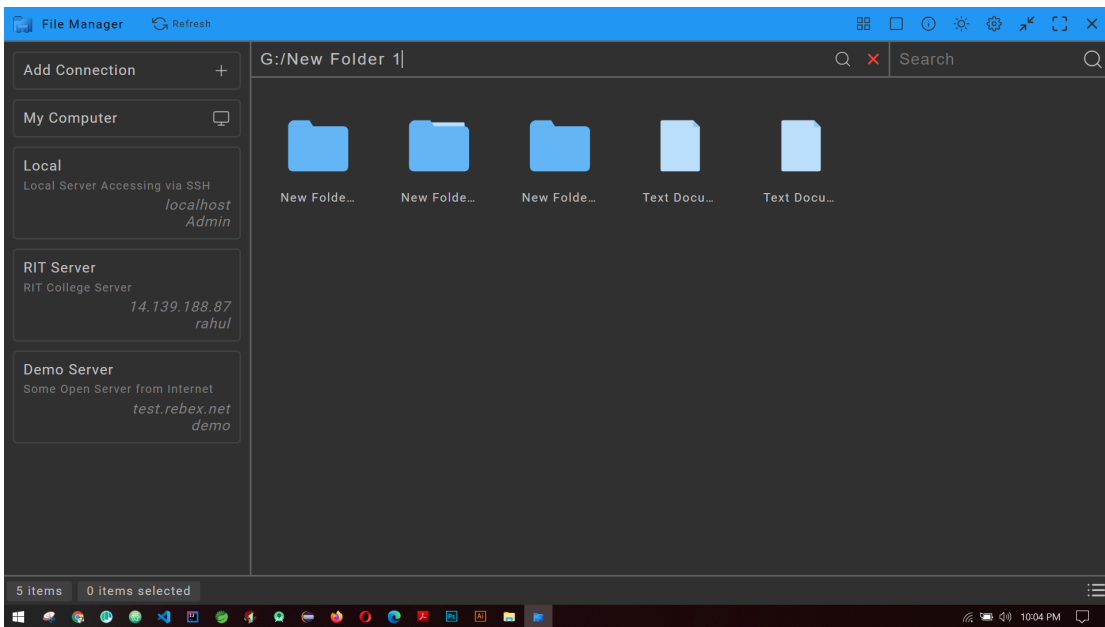 File Manager
Refresh
Add Connection
My Computer
Local
Local Server Accessing via SSH
localhost
Admin
RIT Server
RIT College Server
14.139.188.87
rahul
Demo Server
Some Open Server from Internet
test.rebex.net
demo
G:/New Folder 1
Search
New Folde...
New Folde...
New Folde...
Text Docu...
Text Docu...
5 items
0 items selected
Ps
Ai
10:04 PM